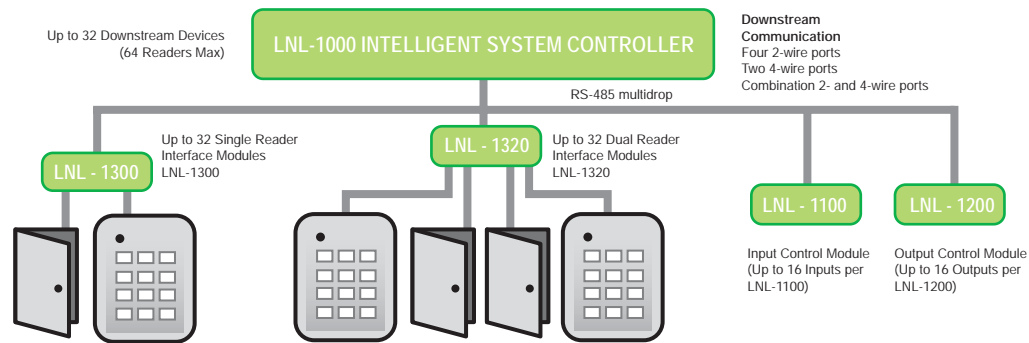 Up to 32 Downstream Devices
(64 Readers Max)
LNL-1000 INTELLIGENT SYSTEM CONTROLLER
Downstream
Communication
Four 2-wire ports
Two 4-wire ports
Combination 2- and 4-wire ports
RS-485 multidrop
LNL - 1300
Up to 32 Single Reader
Interface Modules
LNL-1300
LNL - 1320
Up to 32 Dual Reader
Interface Modules
LNL-1320
LNL - 1100
Input Control Module
(Up to 16 Inputs per
LNL-1100)
LNL - 1200
Output Control Module
(Up to 16 Outputs per
LNL-1200)